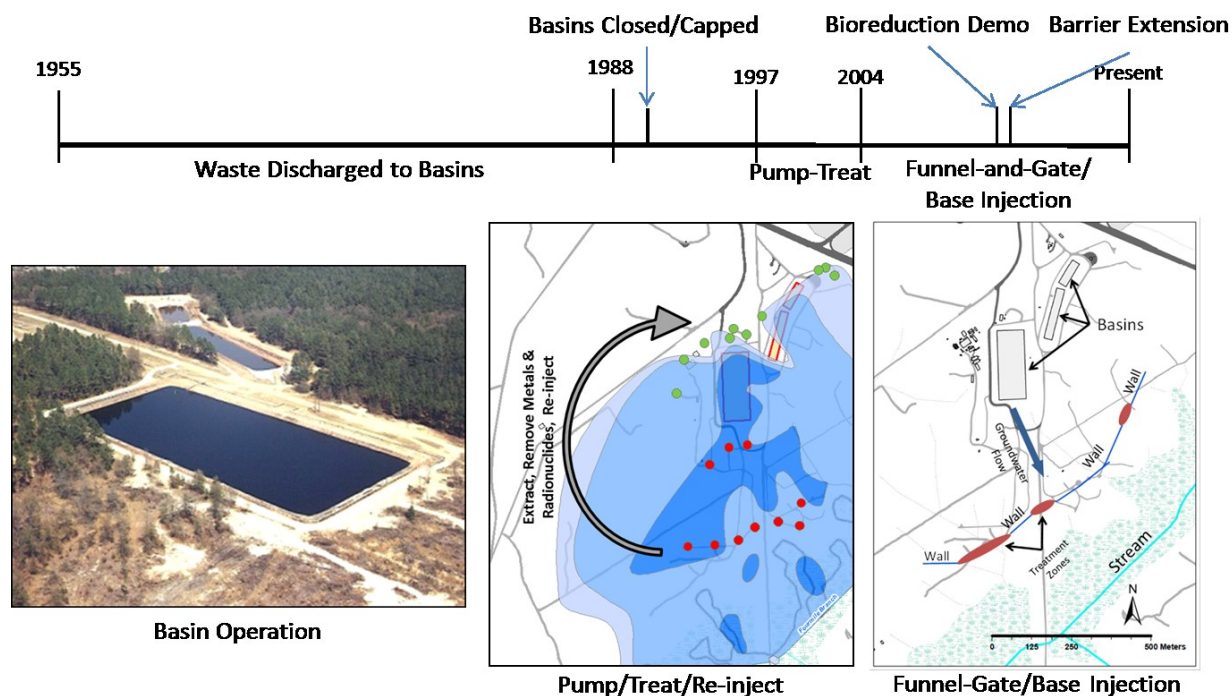 Basins Closed/Capped
Bioreduction Demo
Barrier Extension
1955
1988
1997
2004
Present
Waste Discharged to Basins
Pump-Treat
Funnel-and-Gate/
Base Injection
Extract, Remove Metals &
Radionuclides, Re-inject
Fourmile Branch
Basins
Groundwater
Flow
Wall
Wall
Wall
Wall
Treatment
Zones
Stream
N
0 125 250 500 Meters
Basin Operation
Pump/Treat/Re-inject
Funnel-Gate/Base Injection